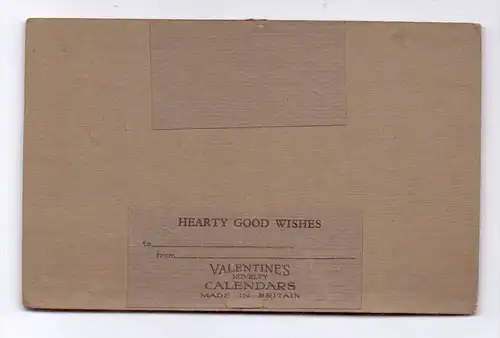 HEARTY GOOD WISHES
to
from
VALENTINE'S
NOVELTY
CALENDARS
MADE IN BRITAIN